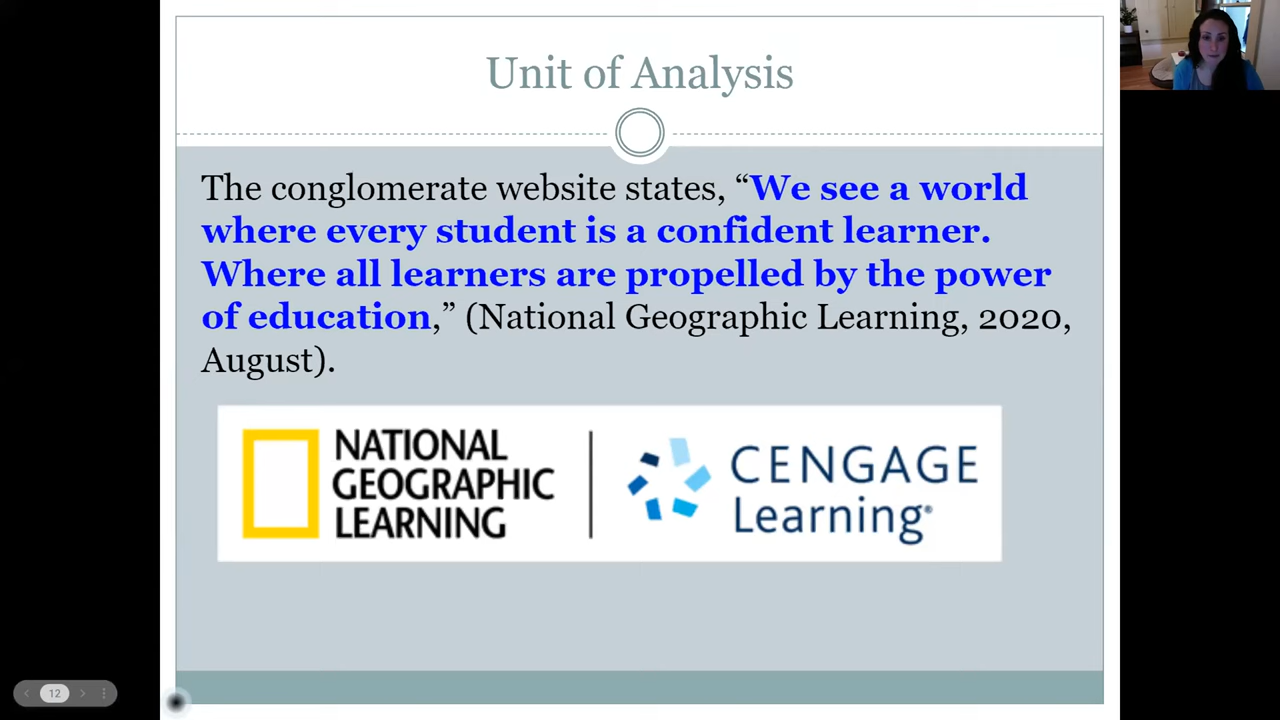 Unit of Analysis
The conglomerate website states, “We see a world
where every student is a confident learner.
Where all learners are propelled by the power
of education,” (National Geographic Learning, 2020,
August).
NATIONAL
GEOGRAPHIC
LEARNING
CENGAGE
Learning®
12